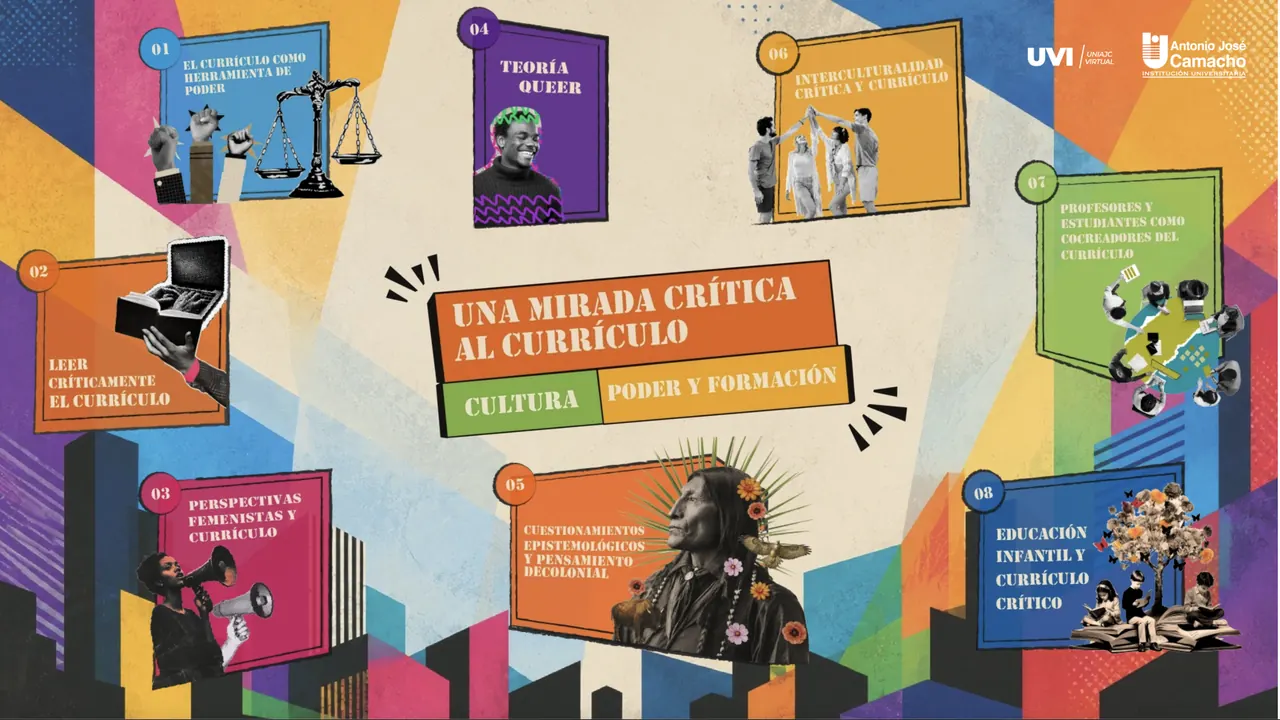 01
EL CURRÍCULO COMO
HERRAMIENTA DE
PODER
04
TEORÍA
QUEER
06
INTERCULTURALIDAD
CRÍTICA Y CURRÍCULO
UVI
UNIAJC
VIRTUAL
Antonio José
Camacho
INSTITUCIÓN UNIVERSITARIA
07
PROFESORES Y
ESTUDIANTES COMO
COCREADORES DEL
CURRÍCULO
02
LEER
CRÍTICAMENTE
EL CURRÍCULO
UNA MIRADA CRÍTICA
AL CURRÍCULO
CULTURA
PODER Y FORMACIÓN
03
PERSPECTIVAS
FEMENISTAS Y
CURRÍCULO
05
CUESTIONAMIENTOS
EPISTEMOLÓGICOS
Y PENSAMIENTO
DECOLONIAL
08
EDUCACIÓN
INFANTIL Y
CURRÍCULO
CRÍTICO